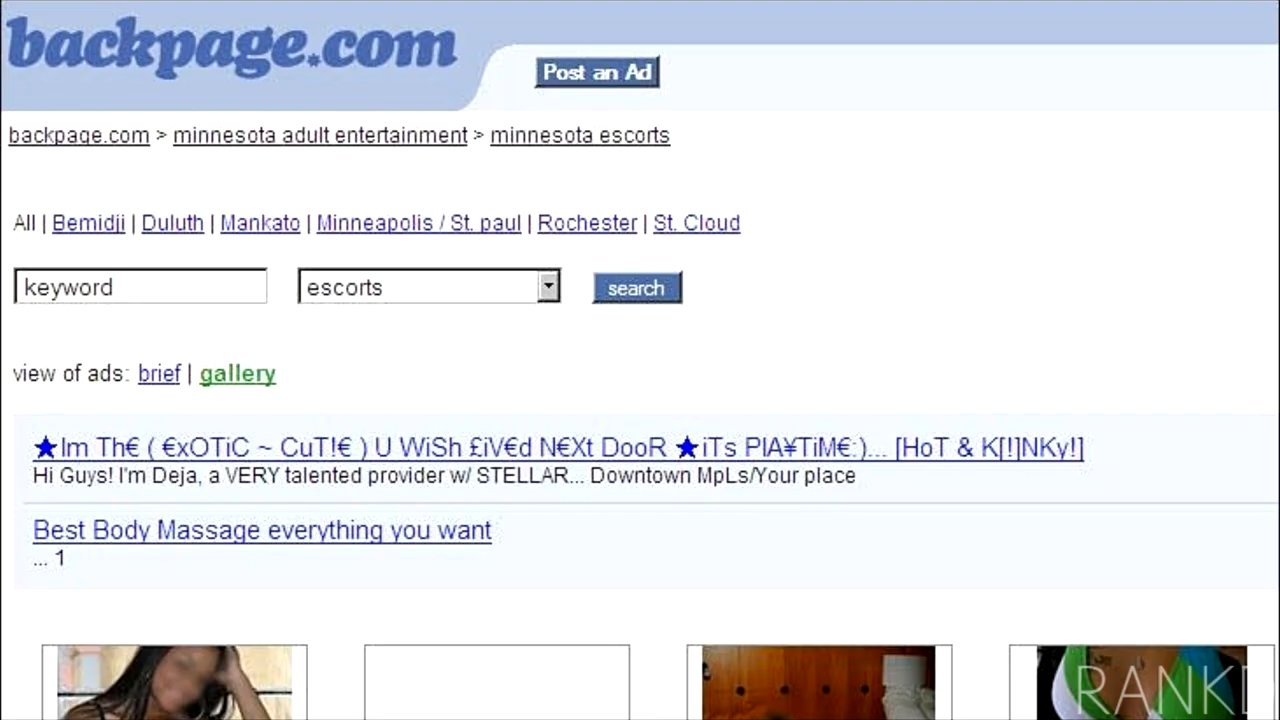 backpage.com
Post an Ad
backpage.com > minnesota adult entertainment > minnesota escorts
All | Bemidji | Duluth | Mankato | Minneapolis / St. paul | Rochester | St. Cloud
keyword escorts search
view of ads: brief | gallery
★Im Th€ ( €xOTiC ~ CuT!€ ) U WiSh £iV€d N€Xt DooR ★iTs PlA¥TiM€:)... [HoT & K[!]NKy!]
Hi Guys! I'm Deja, a VERY talented provider w/ STELLAR... Downtown MpLs/Your place
Best Body Massage everything you want
... 1